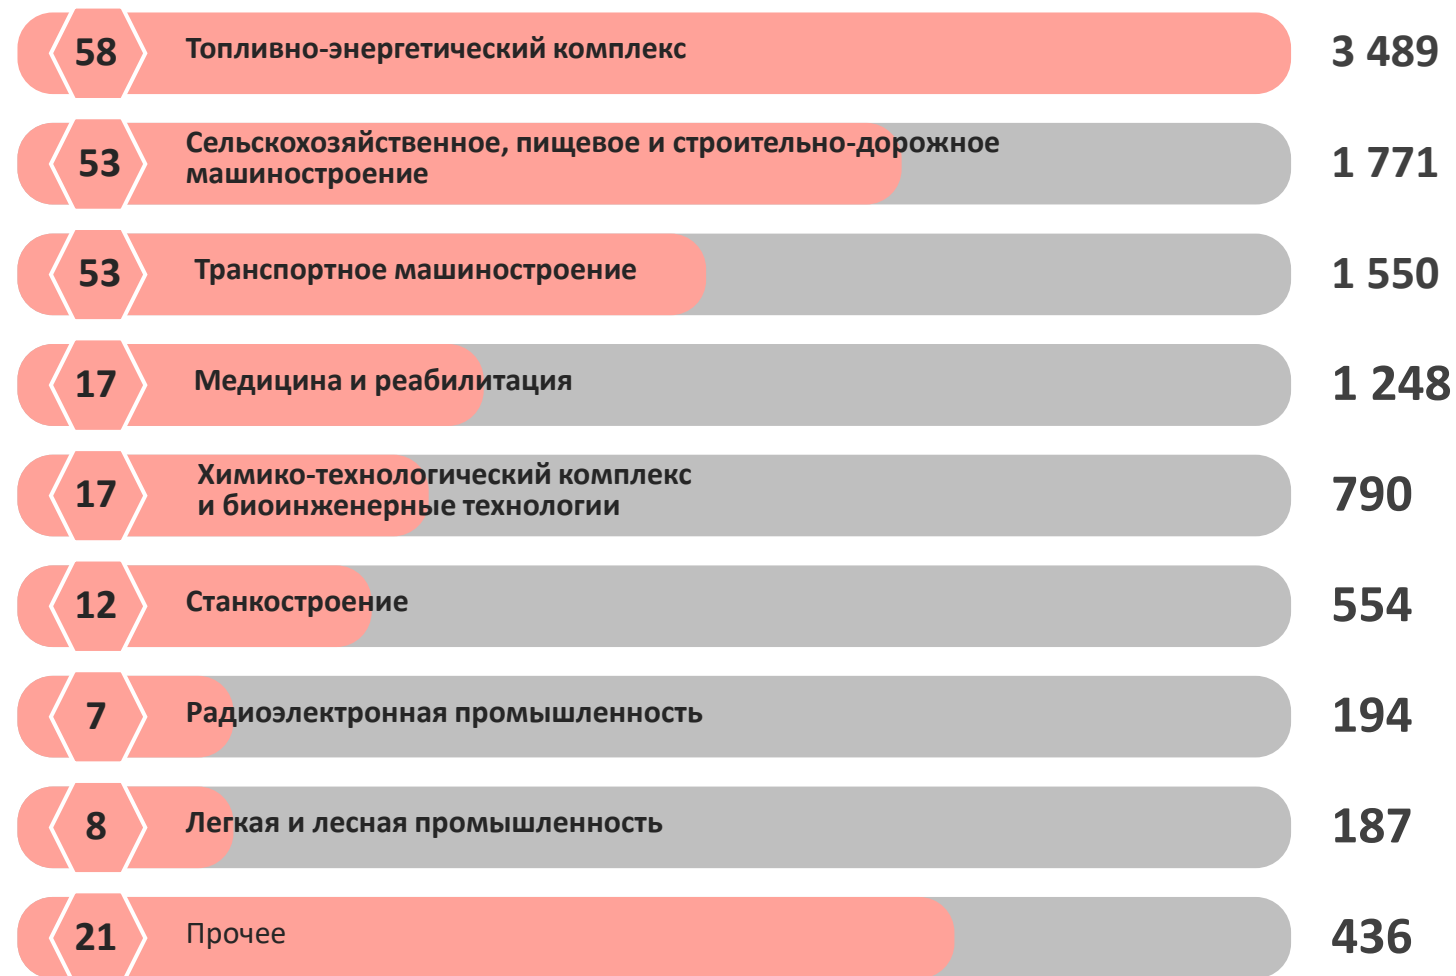 58 Топливно-энергетический комплекс 3 489
Сельскохозяйственное, пищевое и строительно-дорожное
53 машиностроение 1 771
53 Транспортное машиностроение 1 550
17 Медицина и реабилитация 1 248
Химико-технологический комплекс
17 и биоинженерные технологии 790
12 Станкостроение 554
7 Радиоэлектронная промышленность 194
8 Легкая и лесная промышленность 187
21 Прочее 436